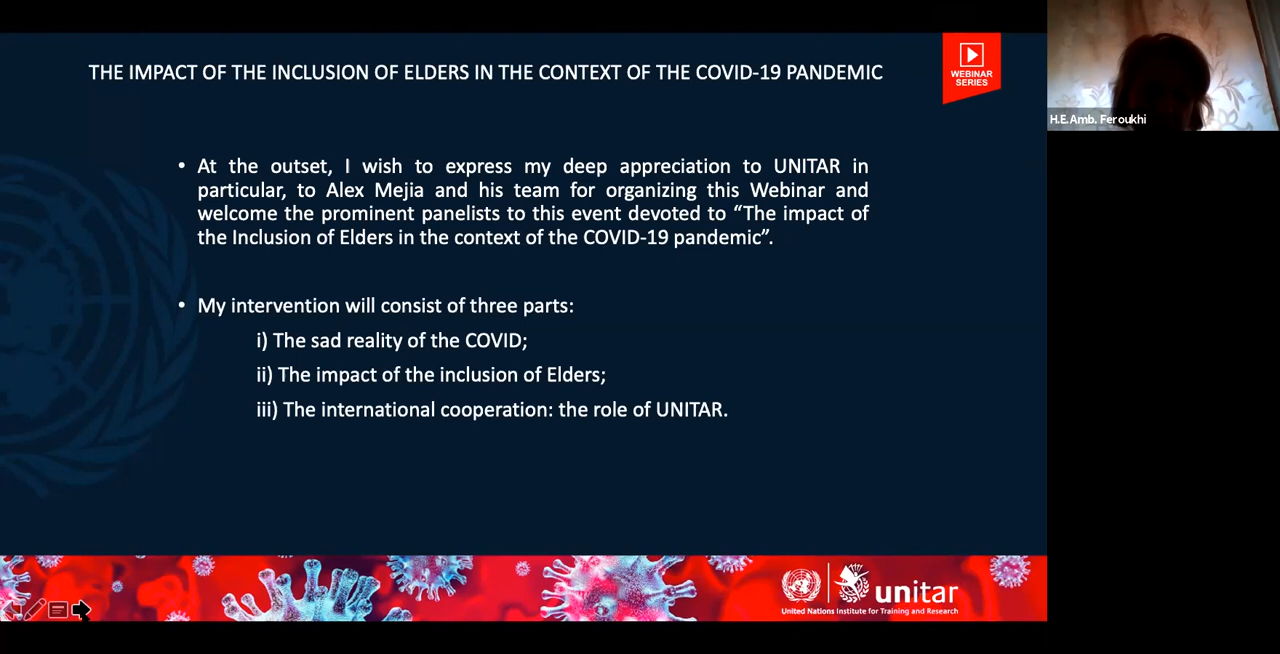 THE IMPACT OF THE INCLUSION OF ELDERS IN THE CONTEXT OF THE COVID-19 PANDEMIC
WEBINAR
SERIES
H.E.Amb. Feroukhi
• At the outset, I wish to express my deep appreciation to UNITAR in
particular, to Alex Mejia and his team for organizing this Webinar and
welcome the prominent panelists to this event devoted to “The impact of
the Inclusion of Elders in the context of the COVID-19 pandemic”.
• My intervention will consist of three parts:
i) The sad reality of the COVID;
ii) The impact of the inclusion of Elders;
iii) The international cooperation: the role of UNITAR.
unitar
United Nations Institute for Training and Research